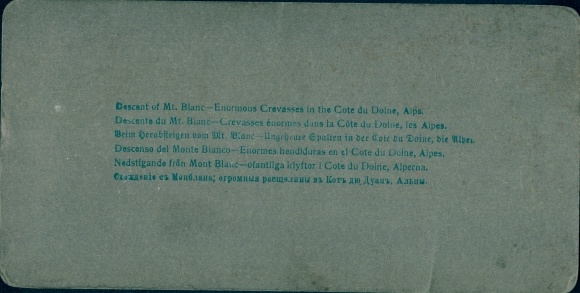 Descent of Mt. Blanc—Enormous Crevasses in the Cote du Doine, Alps.
Descente du Mt. Blanc—Crevasses énormes dans la Côte du Doine, les Alpes.
Beim Herabsteigen vom Mt. Blanc—Ungeheure Spalten in der Cote du Doine, die Alpen.
Descenso del Monte Blanco—Enormes hendiduras en el Cote du Doine, Alpes.
Nedstigande från Mont Blanc—ofantliga klyftor i Cote du Doine, Alperna.
Схожденіе съ Монблана; огромныя расщелины въ Котъ дю Дуанъ, Альпы.